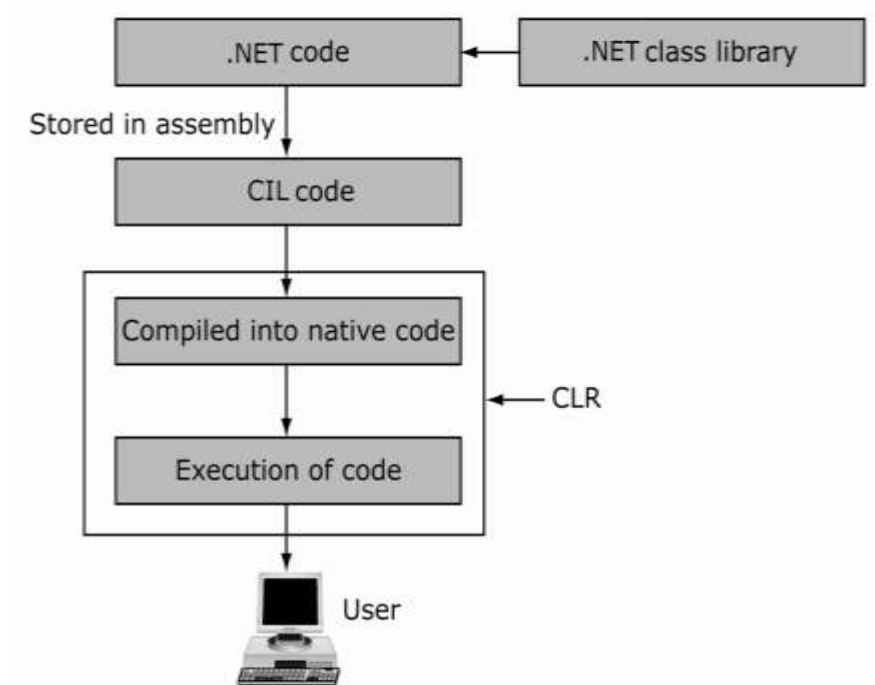 .NET code
.NET class library
Stored in assembly
CIL code
Compiled into native code
CLR
Execution of code
User